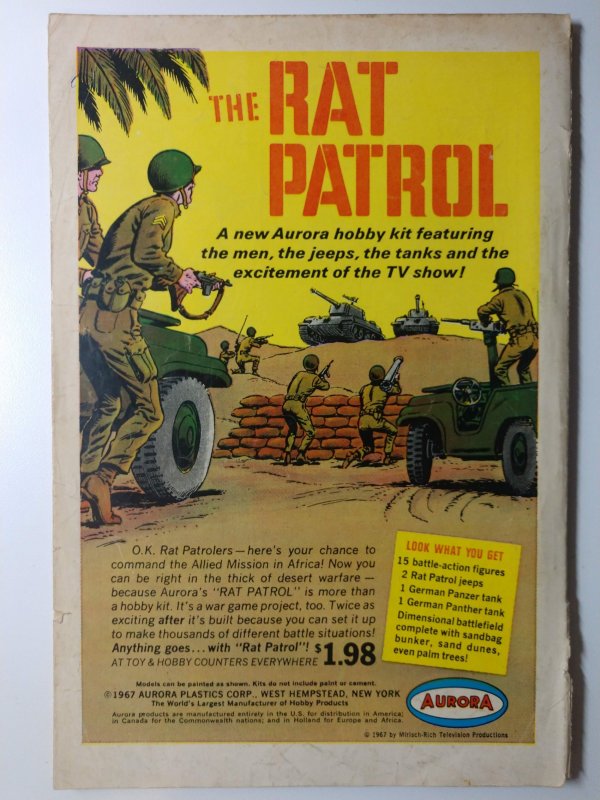 THE RAT
PATROL
A new Aurora hobby kit featuring
the men, the jeeps, the tanks and the
excitement of the TV show!
O.K. Rat Patrolers—here's your chance to
command the Allied Mission in Africa! Now you
can be right in the thick of desert warfare—
because Aurora's "RAT PATROL" is more than
a hobby kit. It's a war game project, too. Twice as
exciting after it's built because you can set it up
to make thousands of different battle situations!
Anything goes...with "Rat Patrol"! $1.98
AT TOY & HOBBY COUNTERS EVERYWHERE
LOOK WHAT YOU GET
15 battle-action figures
2 Rat Patrol jeeps
1 German Panzer tank
1 German Panther tank
Dimensional battlefield
complete with sandbag
bunker, sand dunes,
even palm trees!
Models can be painted as shown. Kits do not include paint or cement.
©1967 AURORA PLASTICS CORP., WEST HEMPSTEAD, NEW YORK
The World's Largest Manufacturer of Hobby Products
Aurora products are manufactured entirely in the U.S. for distribution in America;
in Canada for the Commonwealth nations; and in Holland for Europe and Africa.
AURORA
© 1967 by Mirisch-Rich Television Productions